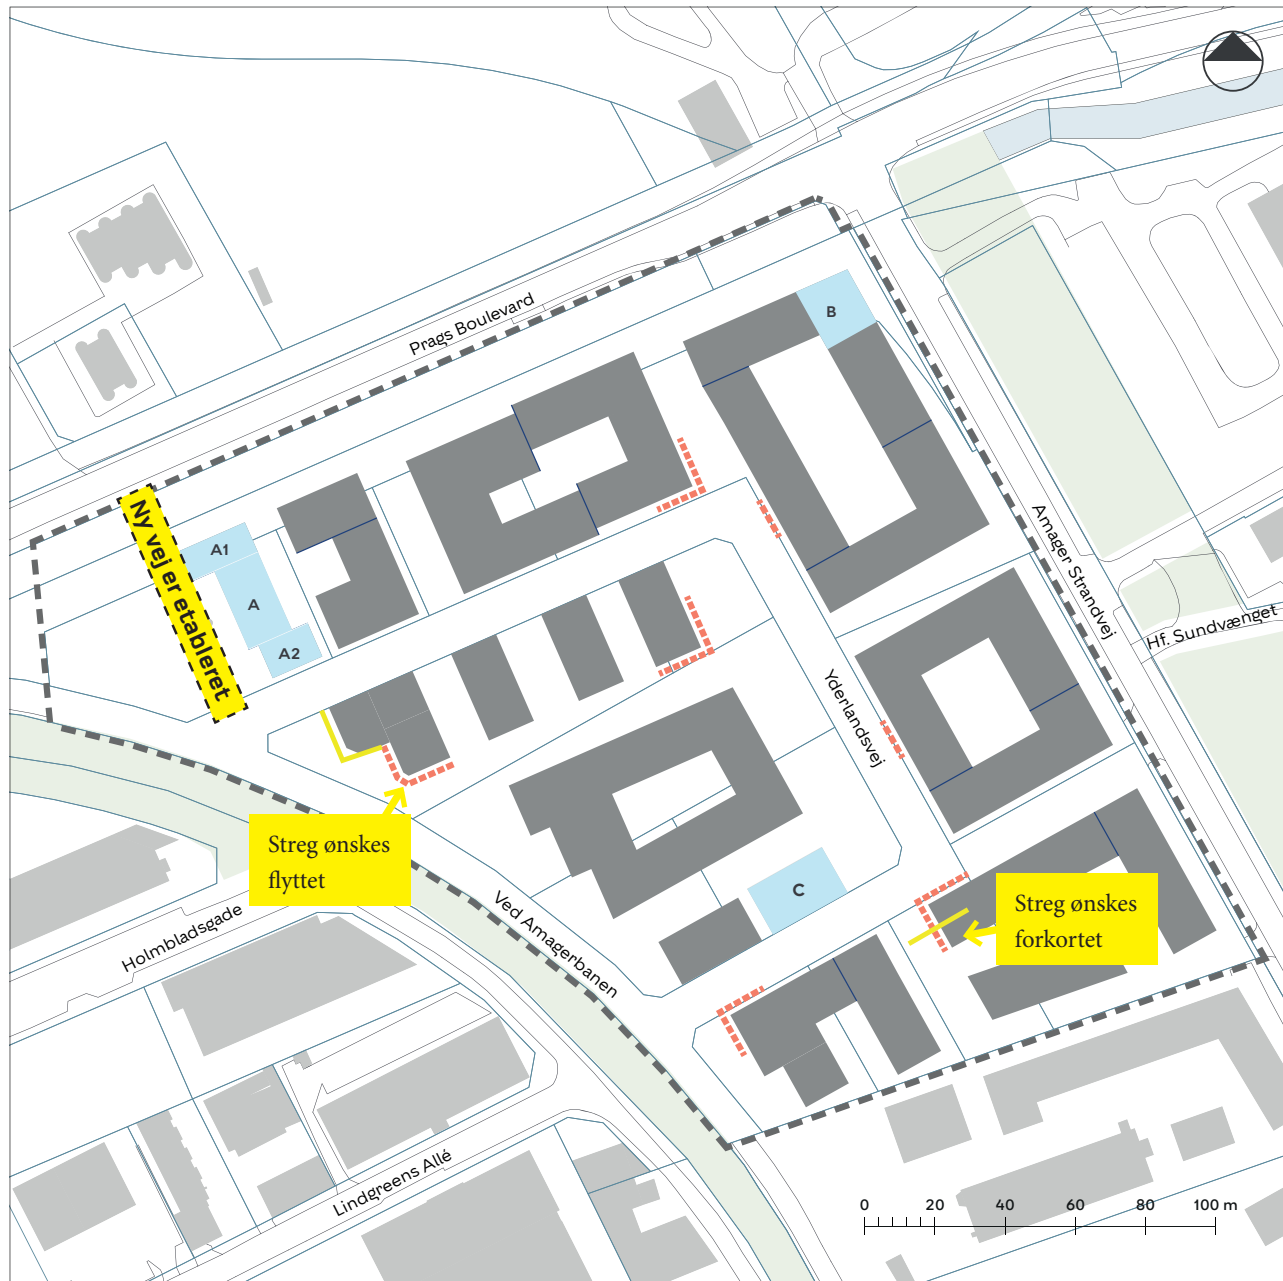 Prags Boulevard
B
Ny vej er etableret
A1
A
A2
Amager Strandvej
Hf. Sundvænget
Yderlandsvej
Streg ønskes
flyttet
C
Streg ønskes
forkortet
Ved Amagerbanen
Holmbladsgade
Lindgreens Allé
0 20 40 60 80 100 m